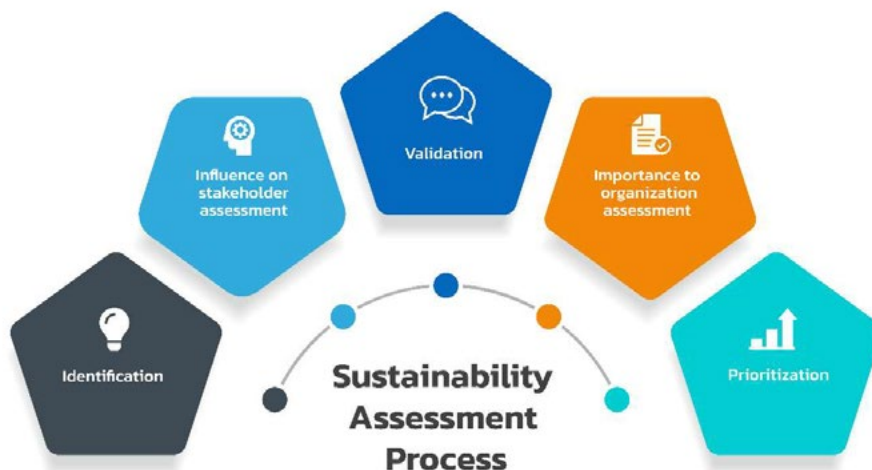 Identification
Influence on
stakeholder
assessment
Validation
Importance to
organization
assessment
Prioritization
Sustainability
Assessment
Process